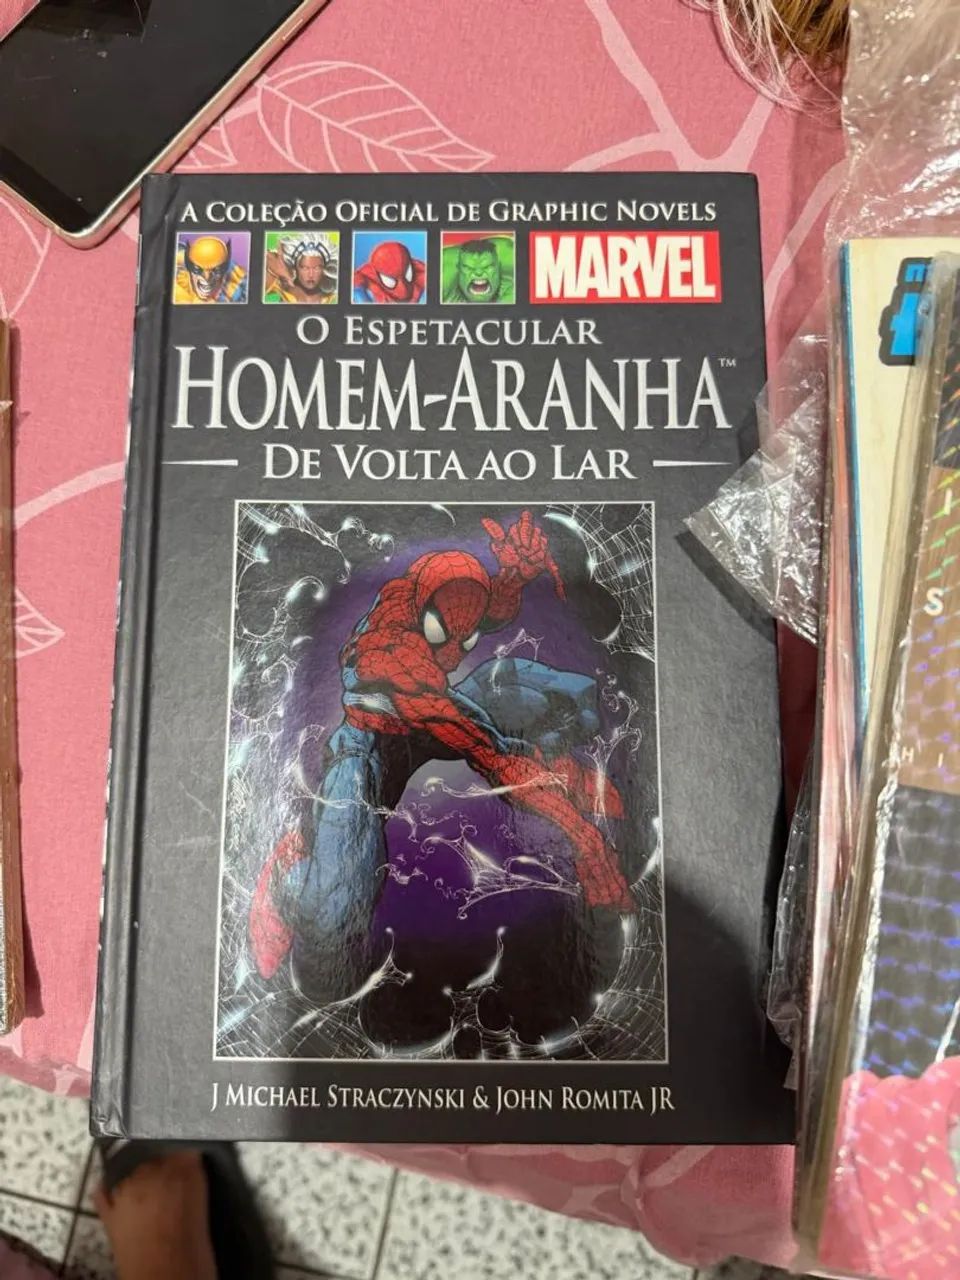 A COLEÇÃO OFICIAL DE GRAPHIC NOVELS
MARVEL
O ESPETACULAR
HOMEM-ARANHA™
DE VOLTA AO LAR
J MICHAEL STRACZYNSKI & JOHN ROMITA JR
S
H I